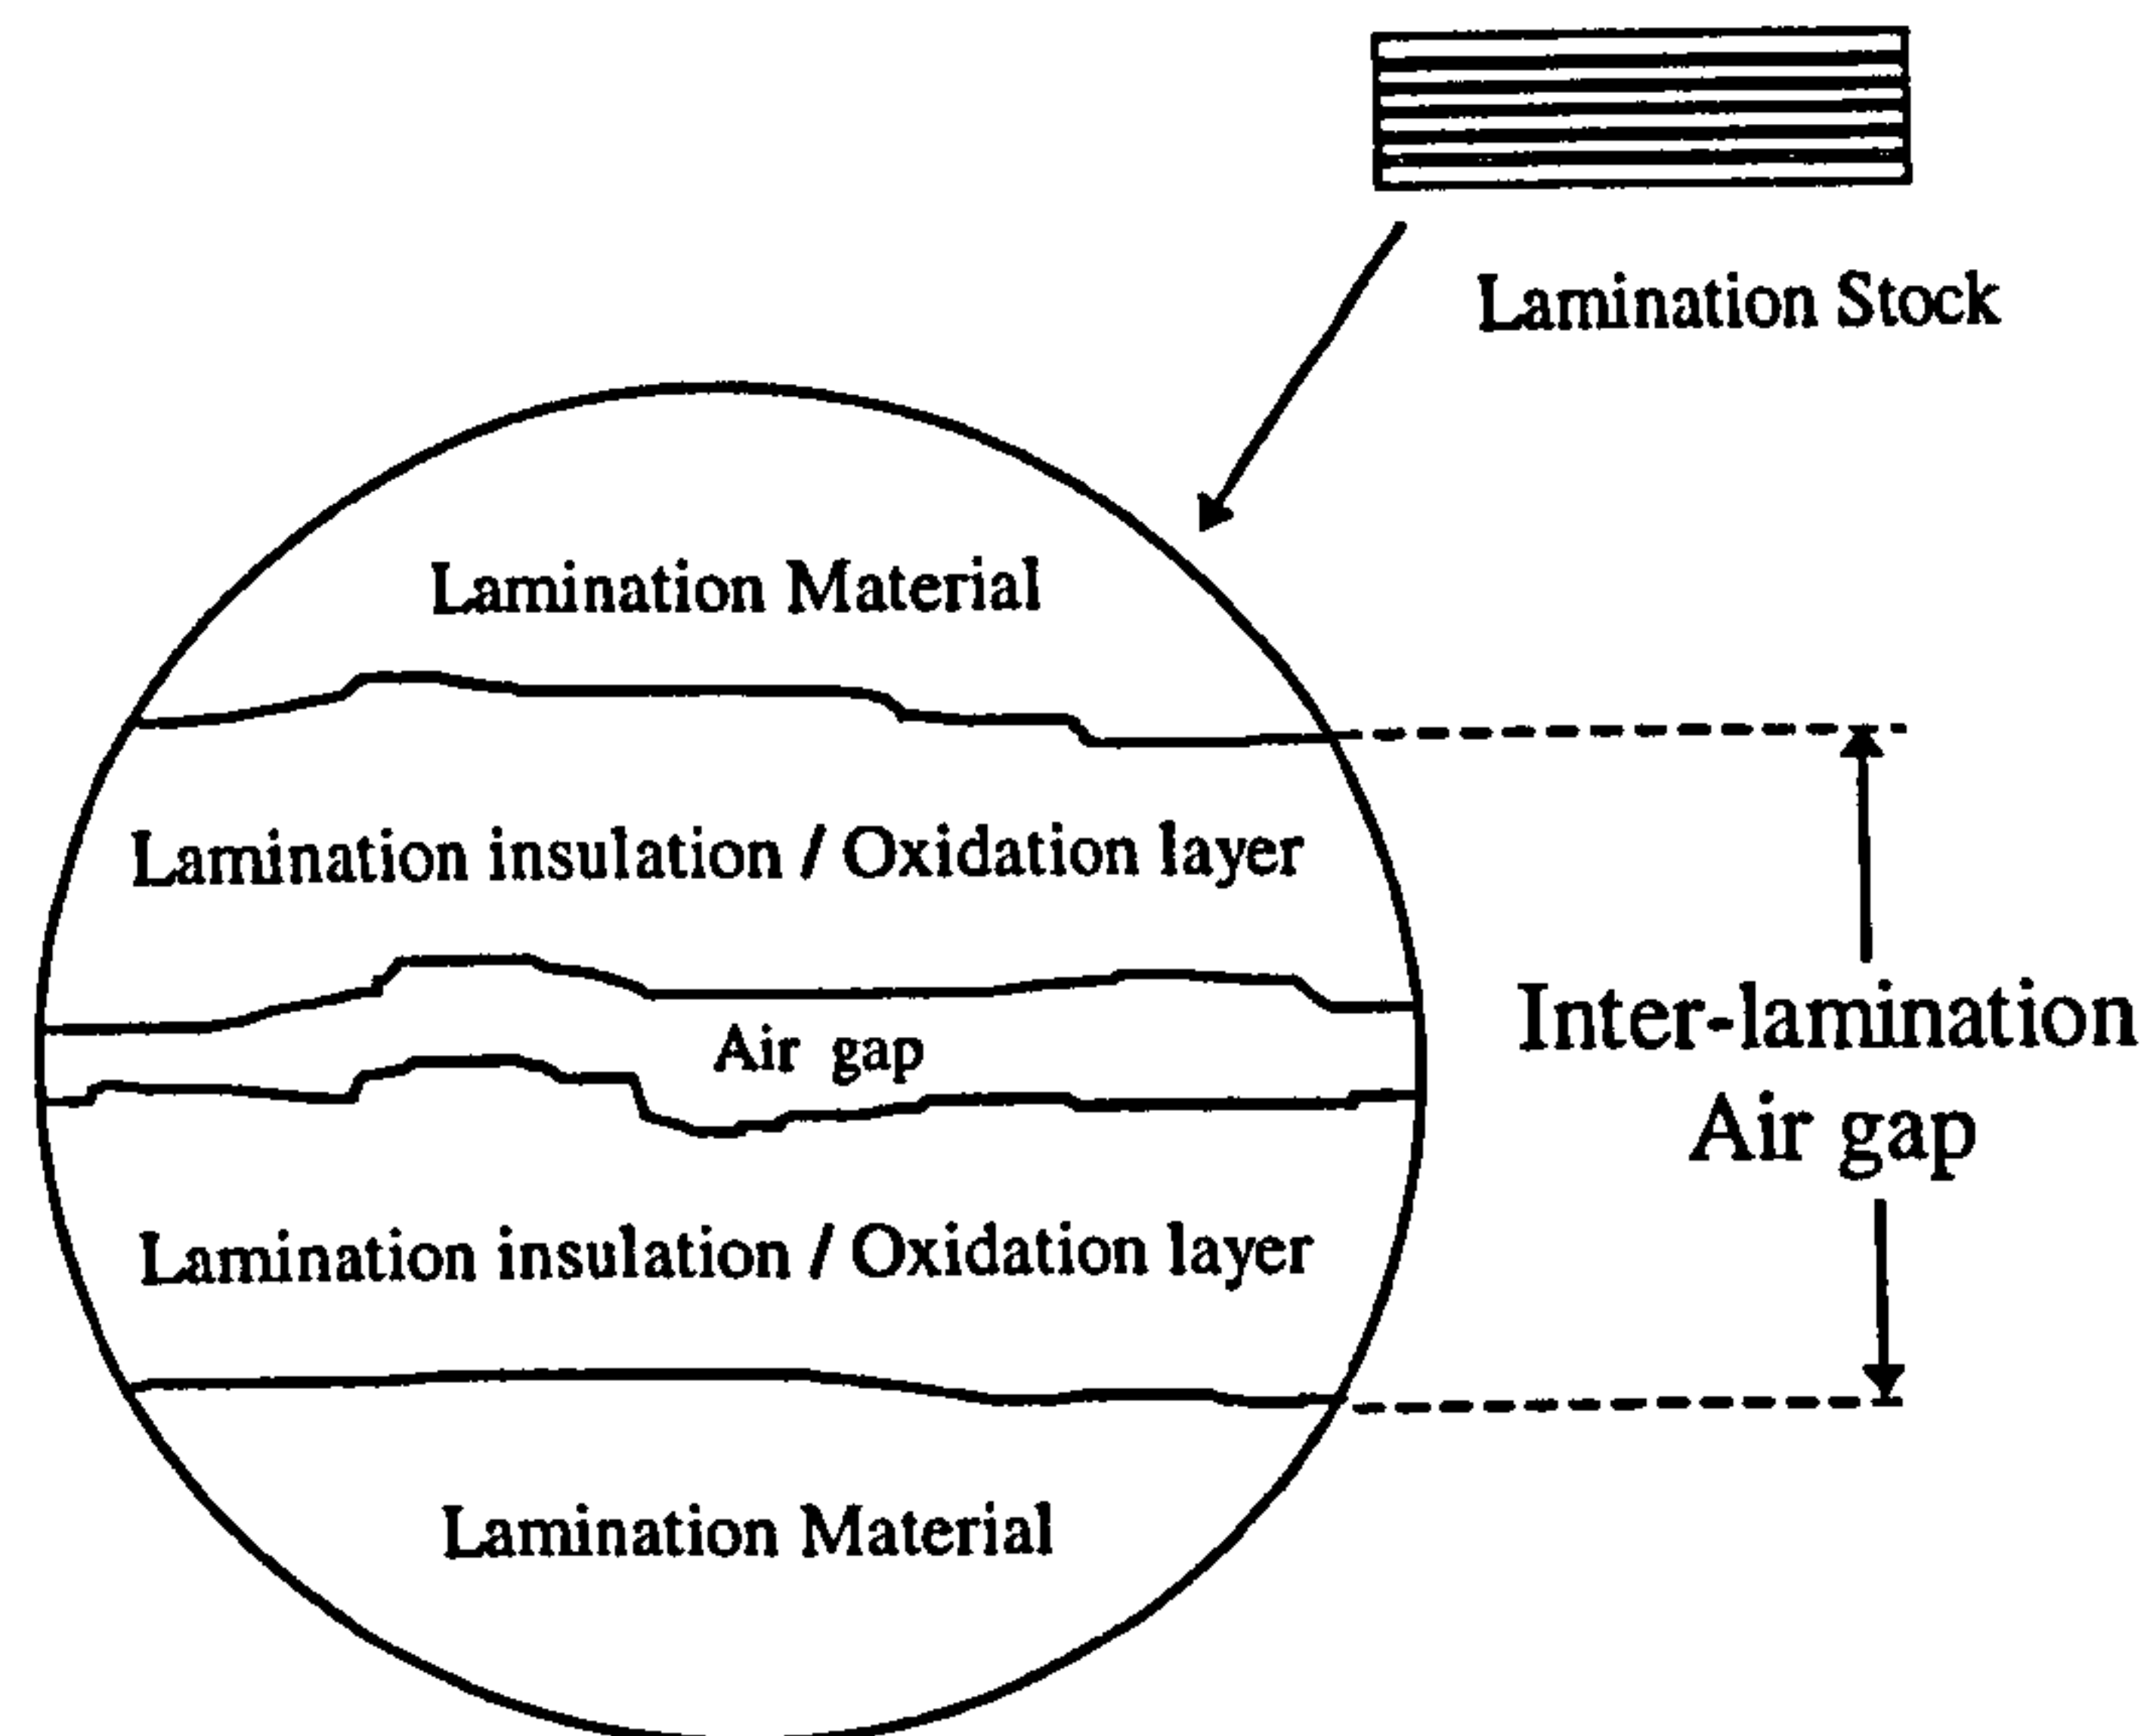 Lamination Stock
Lamination Material
Lamination insulation / Oxidation layer
Air gap
Inter-lamination
Air gap
Lamination insulation / Oxidation layer
Lamination Material